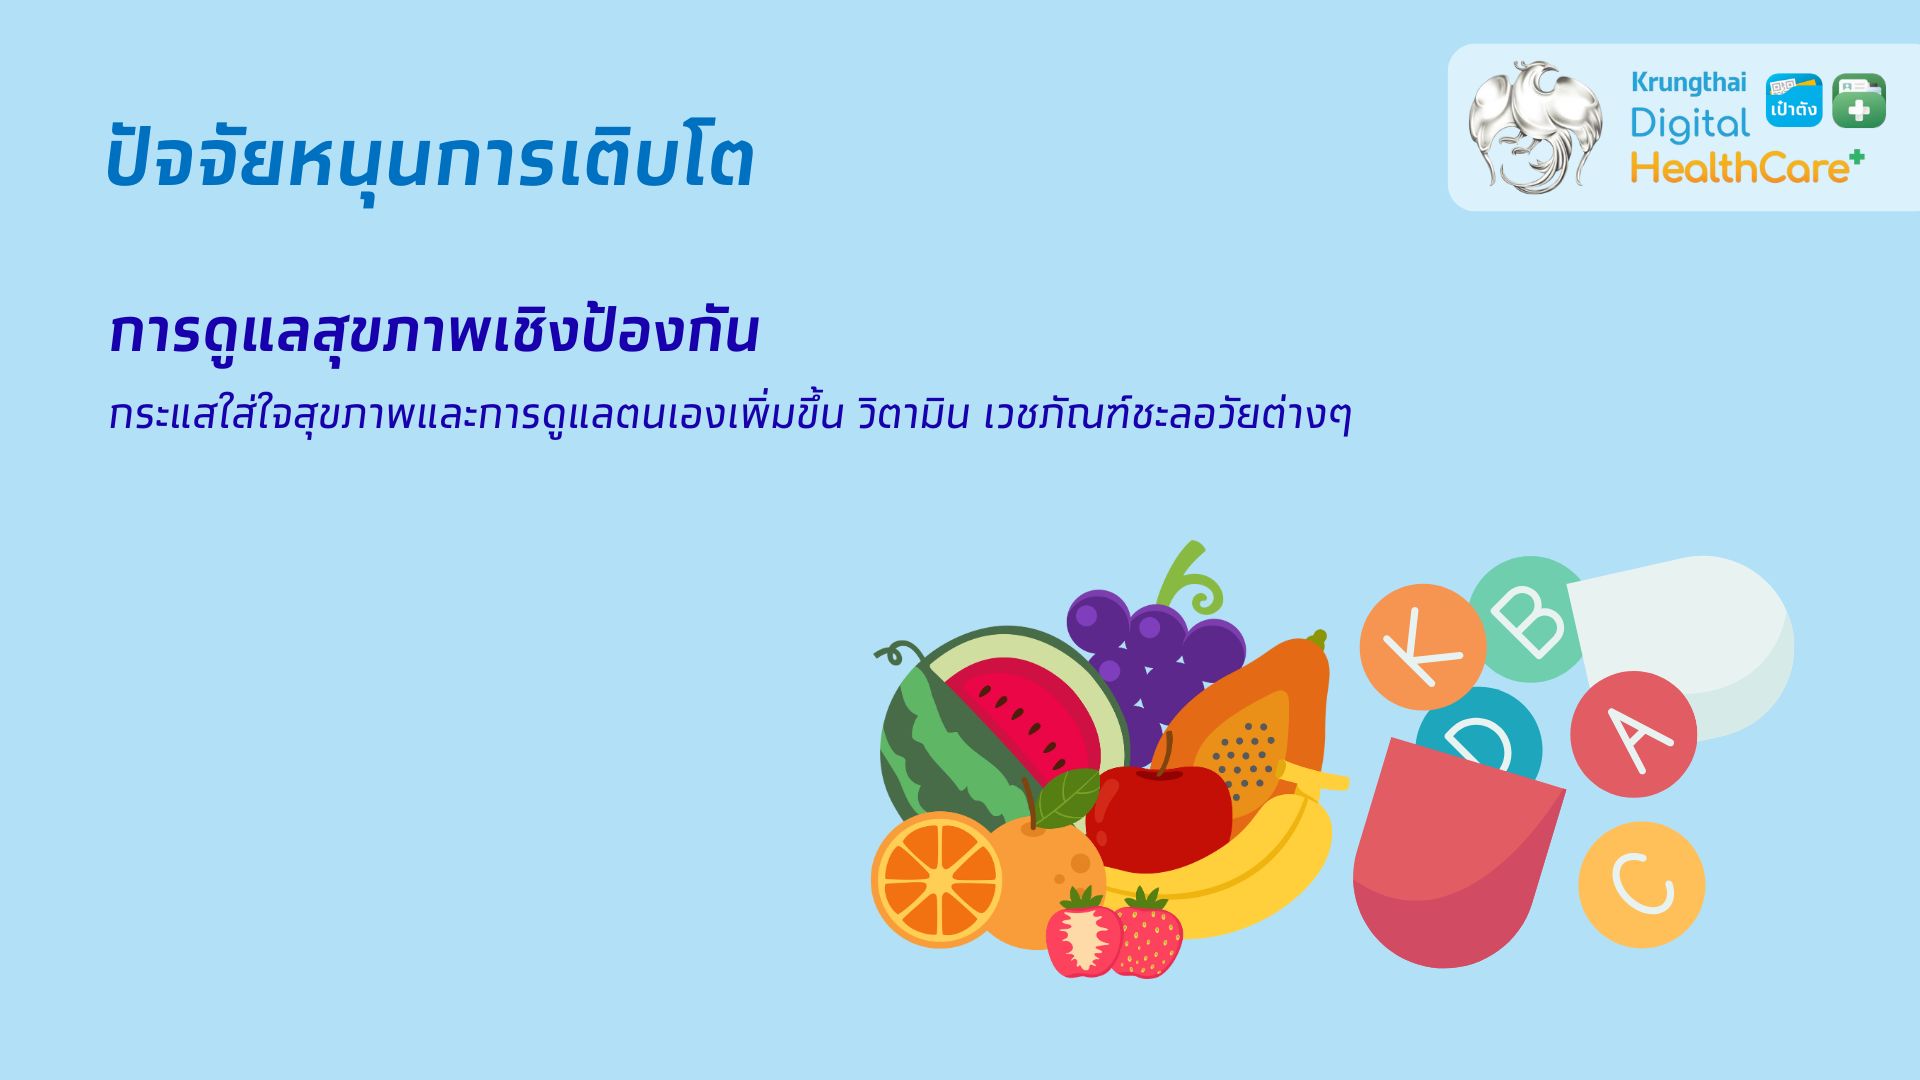 ปัจจัยหนุนการเติบโต
Krungthai
Digital
HealthCare+
เป๋าตัง
การดูแลสุขภาพเชิงป้องกัน
กระแสใส่ใจสุขภาพและการดูแลตนเองเพิ่มขึ้น วิตามิน เวชภัณฑ์ชะลอวัยต่างๆ
K
B
D
A
C